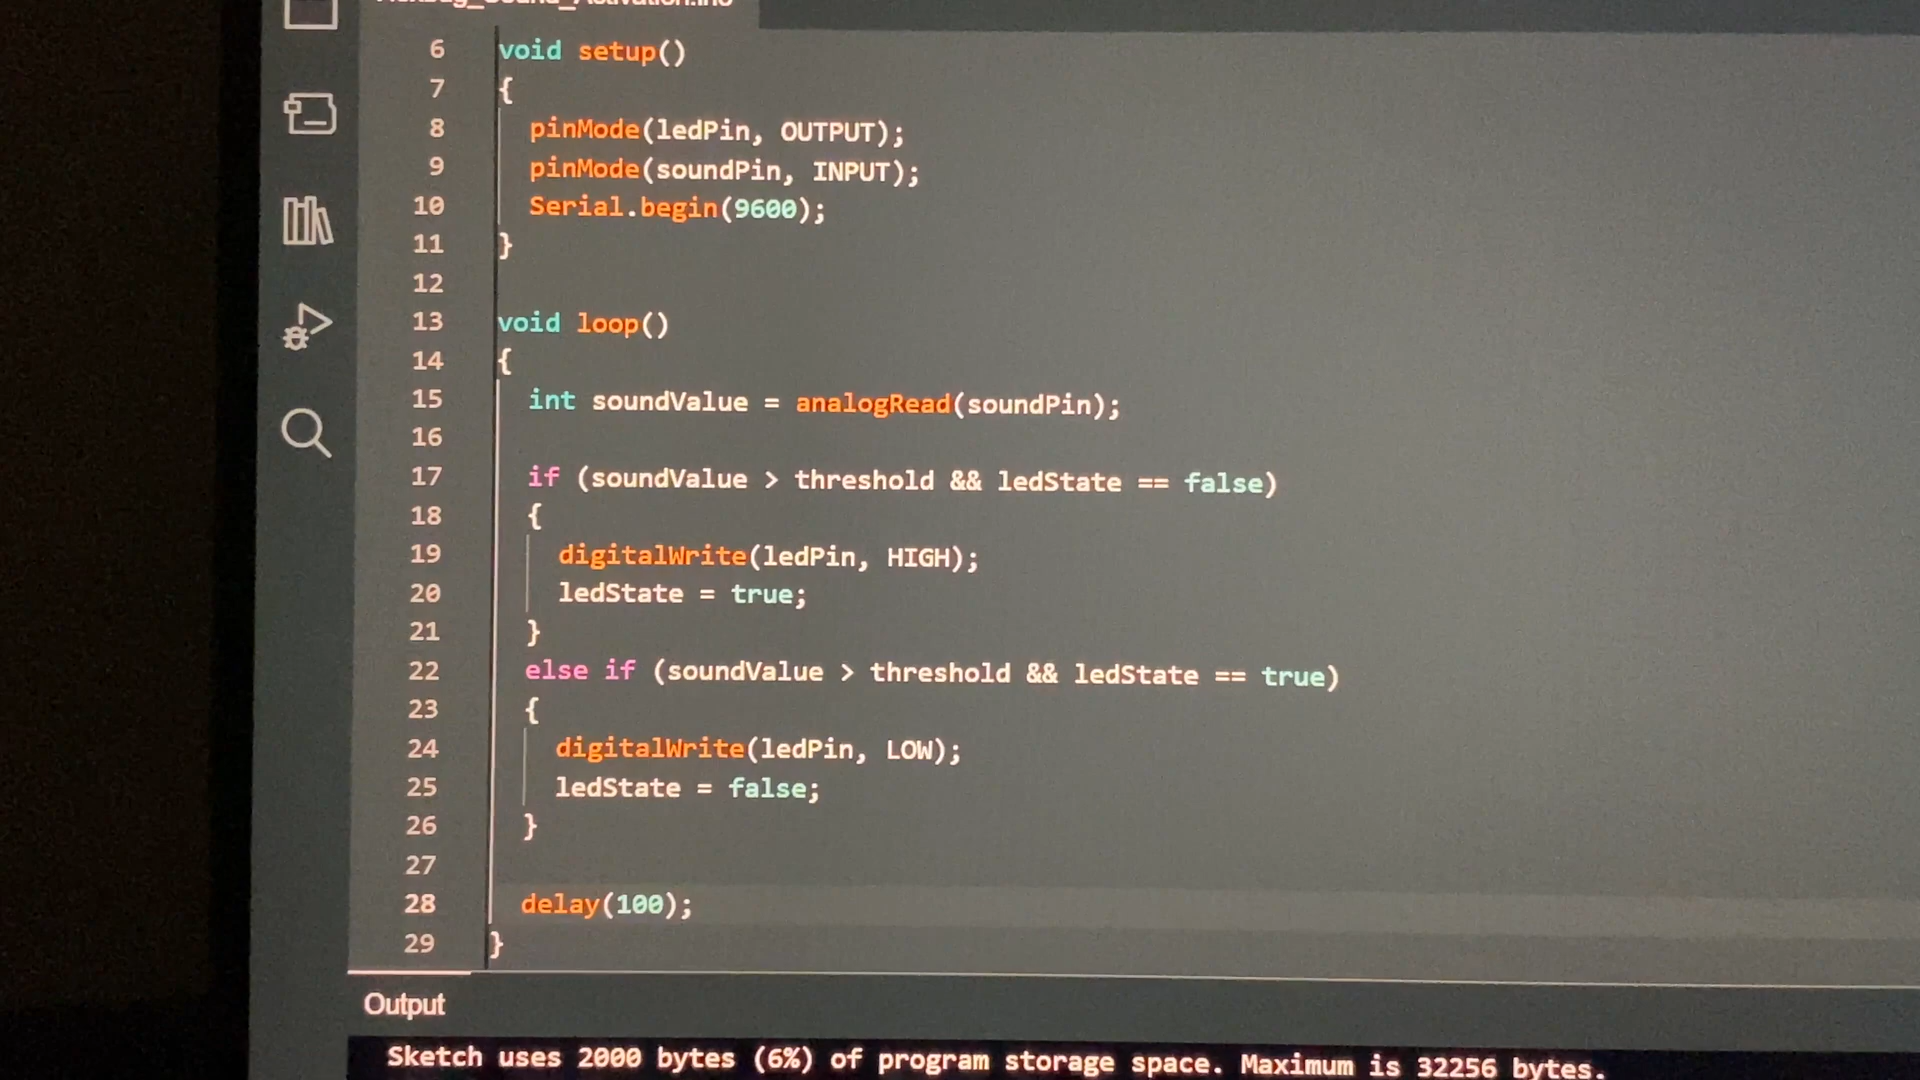 6 void setup()
7 {
8 pinMode(ledPin, OUTPUT);
9 pinMode(soundPin, INPUT);
10 Serial.begin(9600);
11 }
12
13 void loop()
14 {
15 int soundValue = analogRead(soundPin);
16
17 if (soundValue > threshold && ledState == false)
18 {
19 digitalWrite(ledPin, HIGH);
20 ledState = true;
21 }
22 else if (soundValue > threshold && ledState == true)
23 {
24 digitalWrite(ledPin, LOW);
25 ledState = false;
26 }
27
28 delay(100);
29 }
Output
Sketch uses 2000 bytes (6%) of program storage space. Maximum is 32256 bytes.